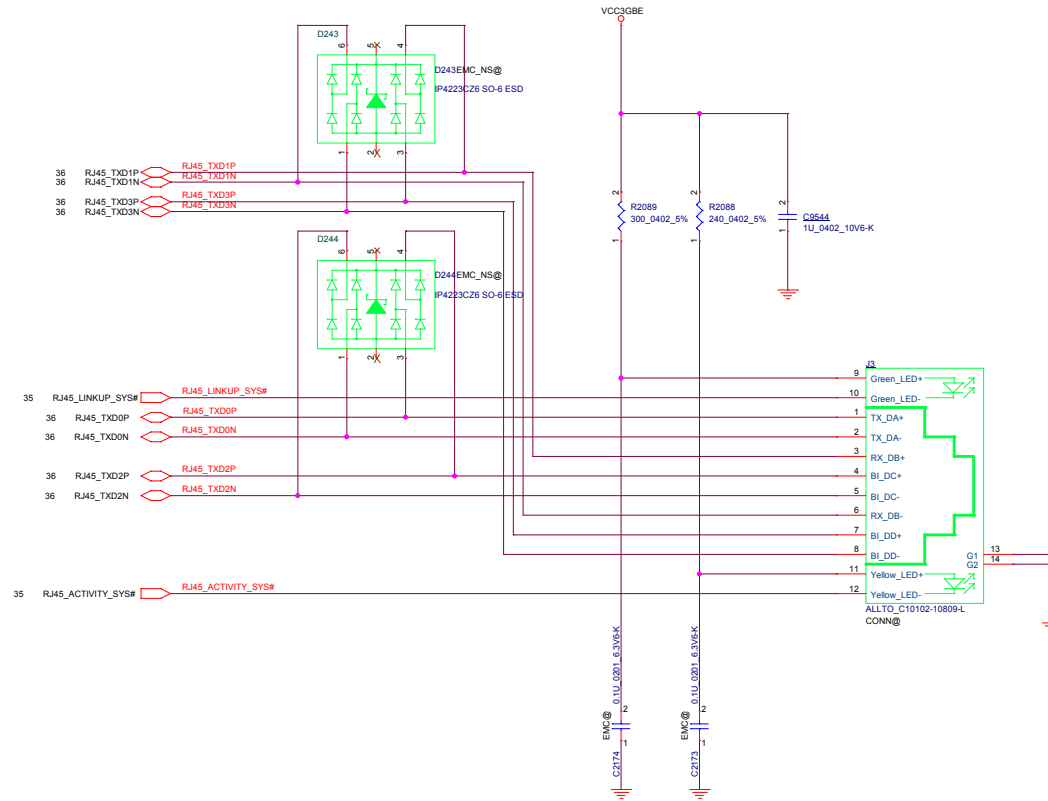 VCC3GBE
D243
6
5
4
D243EMC_NS@
IP4223CZ6 SO-6 ESD
1
2
3
36 RJ45_TXD1P RJ45_TXD1P
36 RJ45_TXD1N RJ45_TXD1N
36 RJ45_TXD3P RJ45_TXD3P
36 RJ45_TXD3N RJ45_TXD3N
2
R2089
300_0402_5%
1
2
R2088
240_0402_5%
1
2
C9544
1U_0402_10V6-K
1
D244
6
5
4
D244EMC_NS@
IP4223CZ6 SO-6 ESD
1
2
3
J3
9 Green_LED+
35 RJ45_LINKUP_SYS# RJ45_LINKUP_SYS# 10 Green_LED-
36 RJ45_TXD0P RJ45_TXD0P 1 TX_DA+
36 RJ45_TXD0N RJ45_TXD0N 2 TX_DA-
3 RX_DB+
36 RJ45_TXD2P RJ45_TXD2P 4 BI_DC+
36 RJ45_TXD2N RJ45_TXD2N 5 BI_DC-
6 RX_DB-
7 BI_DD+
8 BI_DD-
G1 13
G2 14
11 Yellow_LED+
35 RJ45_ACTIVITY_SYS# RJ45_ACTIVITY_SYS# 12 Yellow_LED-
ALLTO_C10102-10809-L
CONN@
0.1U_0201_6.3V6-K
2
EMC@
1
C2174
0.1U_0201_6.3V6-K
2
EMC@
1
C2173